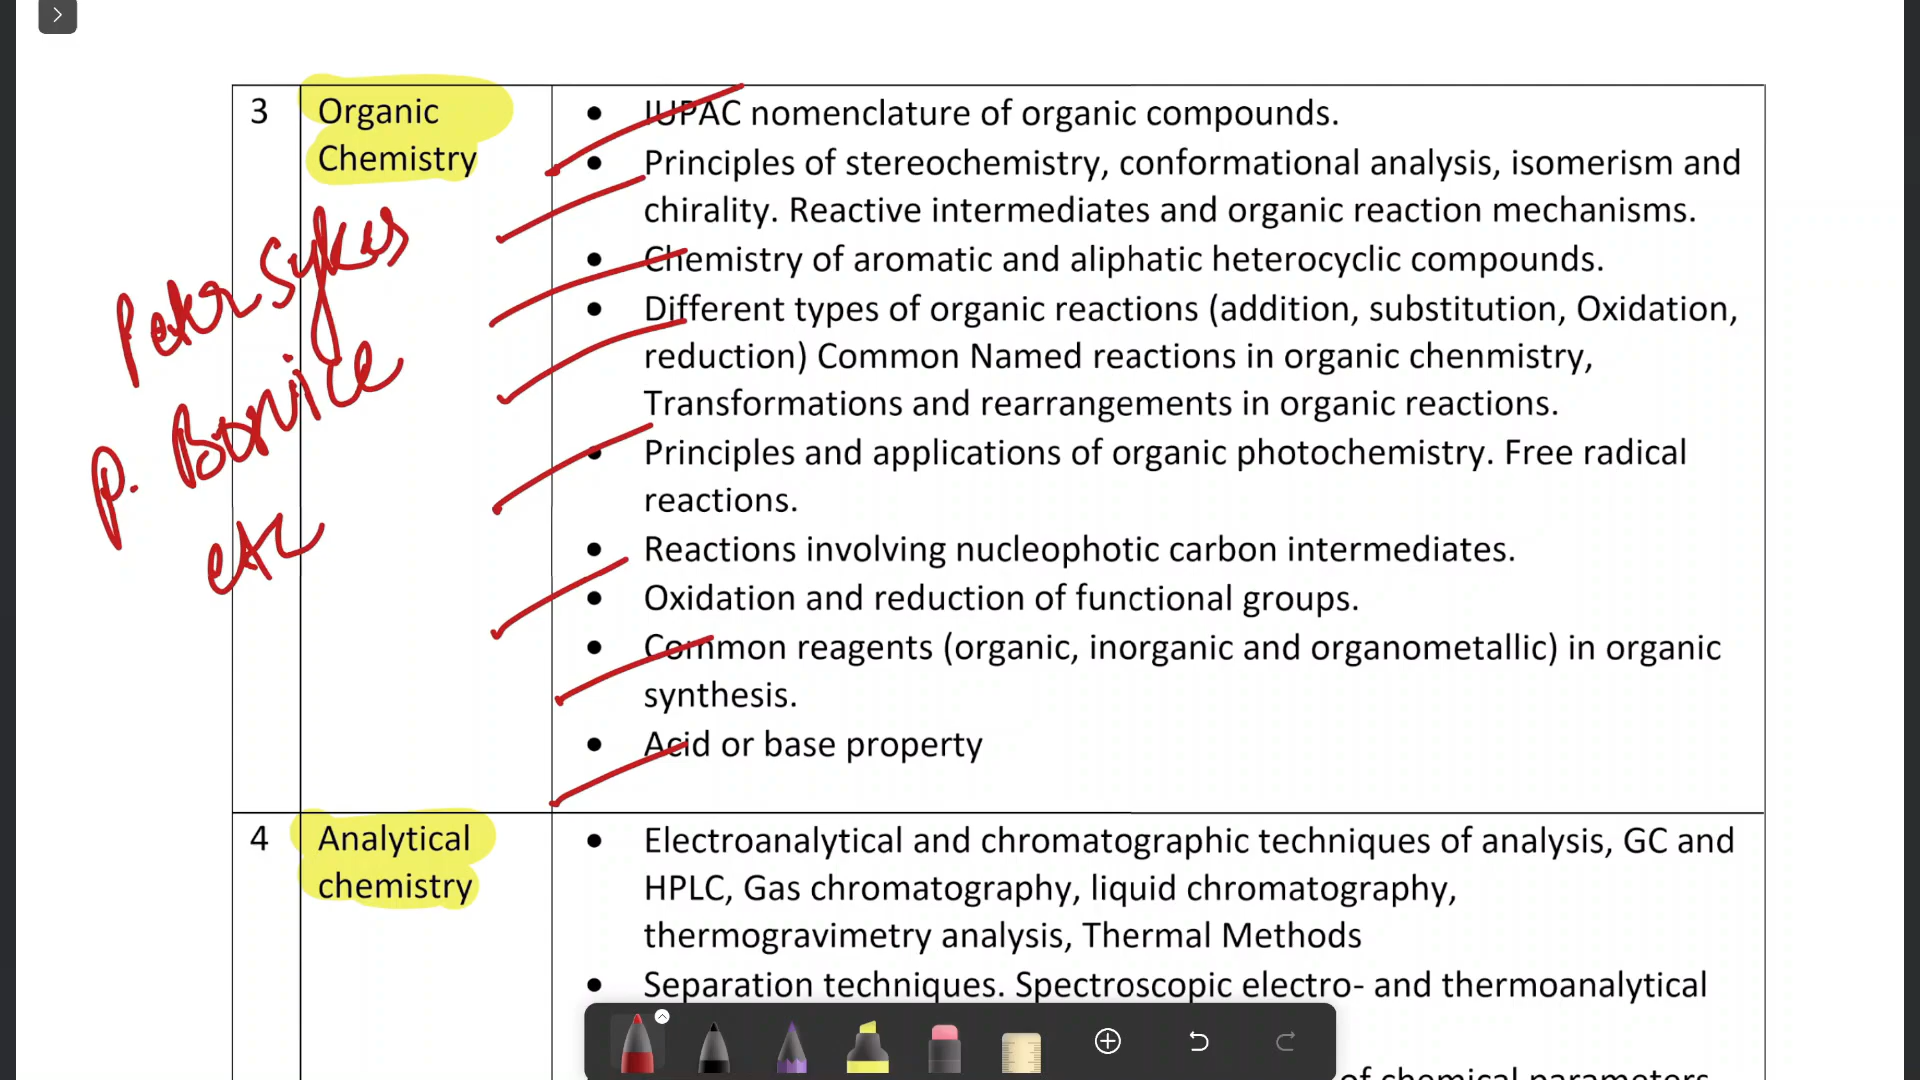 3
Organic
Chemistry
• IUPAC nomenclature of organic compounds.
• Principles of stereochemistry, conformational analysis, isomerism and
chirality. Reactive intermediates and organic reaction mechanisms.
• Chemistry of aromatic and aliphatic heterocyclic compounds.
• Different types of organic reactions (addition, substitution, Oxidation,
reduction) Common Named reactions in organic chenmistry,
Transformations and rearrangements in organic reactions.
• Principles and applications of organic photochemistry. Free radical
reactions.
• Reactions involving nucleophotic carbon intermediates.
• Oxidation and reduction of functional groups.
• Common reagents (organic, inorganic and organometallic) in organic
synthesis.
• Acid or base property
Peter Sykes
P.
etc
4
Analytical
chemistry
• Electroanalytical and chromatographic techniques of analysis, GC and
HPLC, Gas chromatography, liquid chromatography,
thermogravimetry analysis, Thermal Methods
• Separation techniques. Spectroscopic electro- and thermoanalytical
of chemical parameters